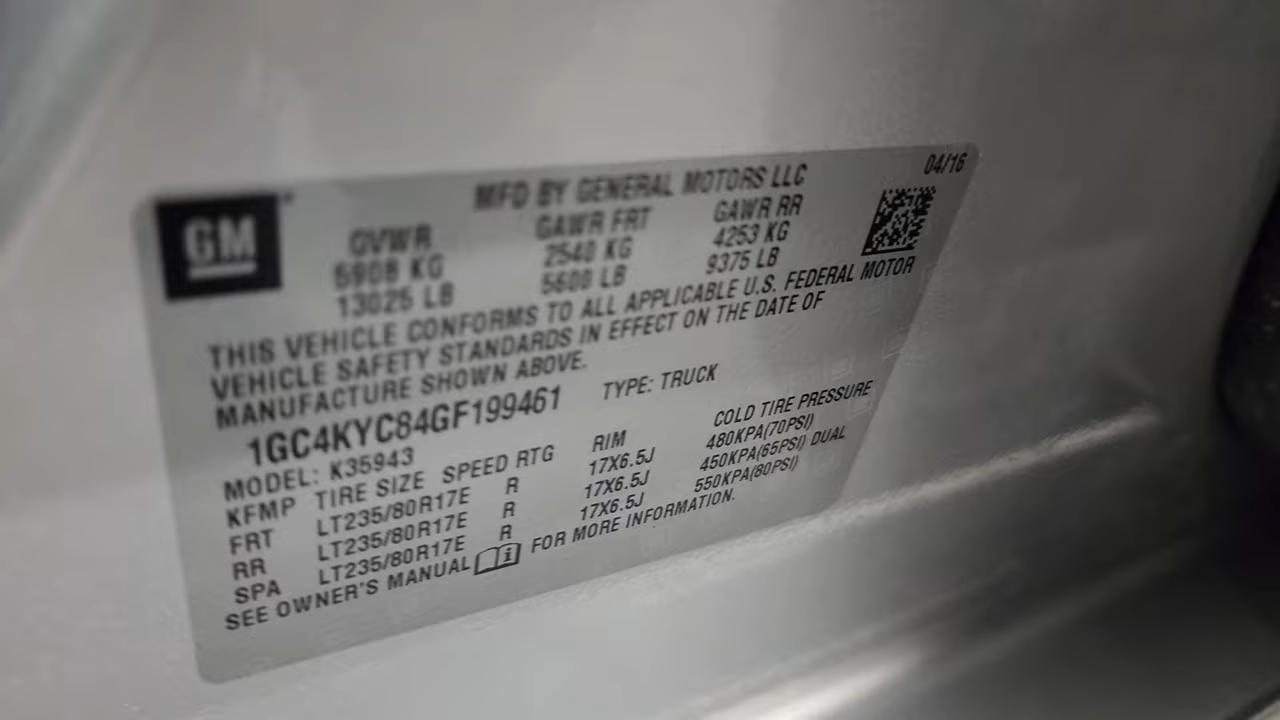 GM
MFD BY GENERAL MOTORS LLC 04/16
GVWR GAWR FRT GAWR RR
5908 KG 2540 KG 4253 KG
13025 LB 5600 LB 9375 LB
THIS VEHICLE CONFORMS TO ALL APPLICABLE U.S. FEDERAL MOTOR
VEHICLE SAFETY STANDARDS IN EFFECT ON THE DATE OF
MANUFACTURE SHOWN ABOVE.
1GC4KYC84GF199461 TYPE: TRUCK
MODEL: K35943
KFMP TIRE SIZE SPEED RTG RIM COLD TIRE PRESSURE
FRT LT235/80R17E R 17X6.5J 480KPA(70PSI)
RR LT235/80R17E R 17X6.5J 450KPA(65PSI) DUAL
SPA LT235/80R17E R 17X6.5J 550KPA(80PSI)
SEE OWNER'S MANUAL FOR MORE INFORMATION.